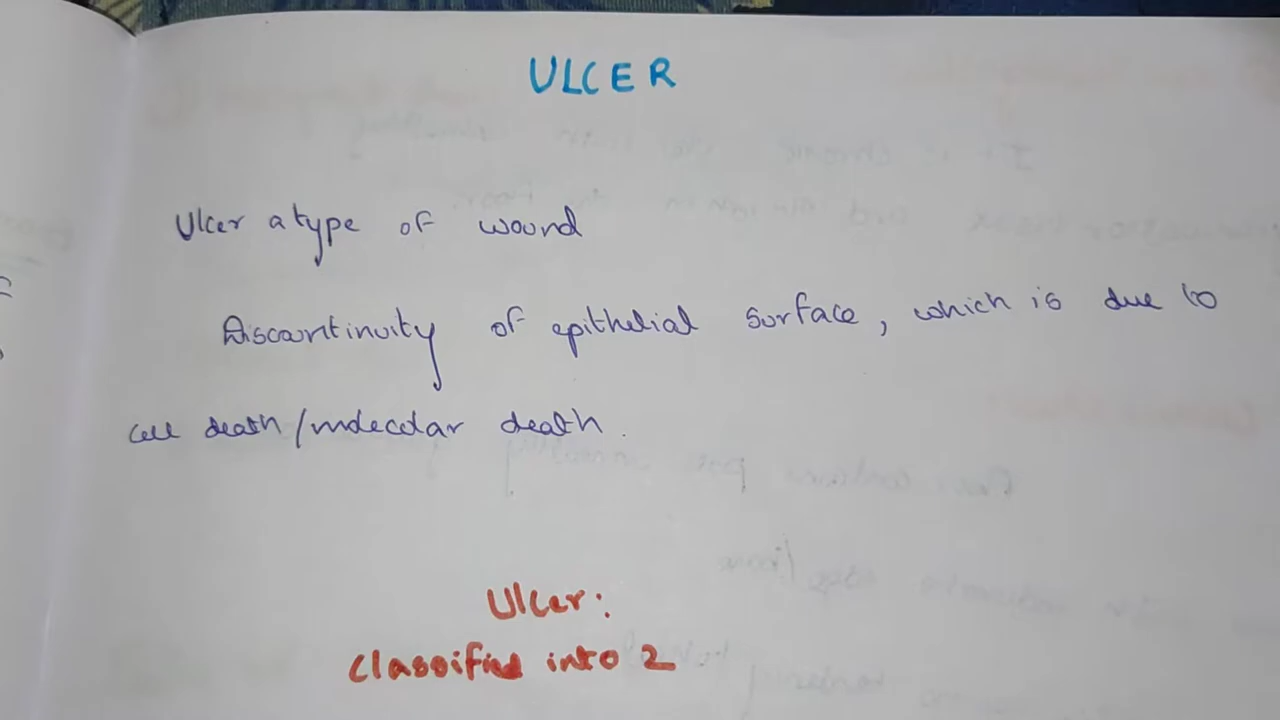 ULCER
Ulcer a type of wound
Discontinuity of epithelial surface, which is due to
cell death/molecular death.
Ulcer:
classified into 2